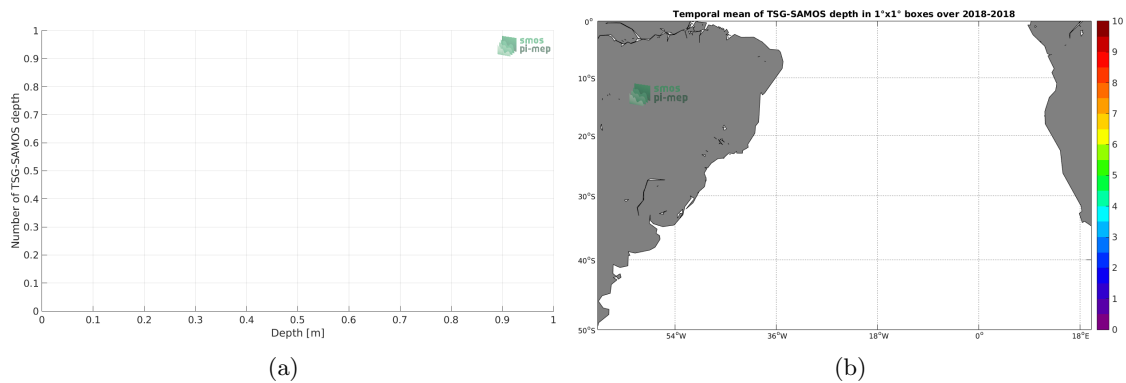 1
0.9
0.8
0.7
0.6
0.5
0.4
0.3
0.2
0.1
0
Number of TSG-SAMOS depth
smos
pi-mep
0 0.1 0.2 0.3 0.4 0.5 0.6 0.7 0.8 0.9 1
Depth [m]
(a)
Temporal mean of TSG-SAMOS depth in 1°x1° boxes over 2018-2018
0°
10°S
20°S
30°S
40°S
50°S
smos
pi-mep
54°W 36°W 18°W 0° 18°E
10
9
8
7
6
5
4
3
2
1
0
(b)